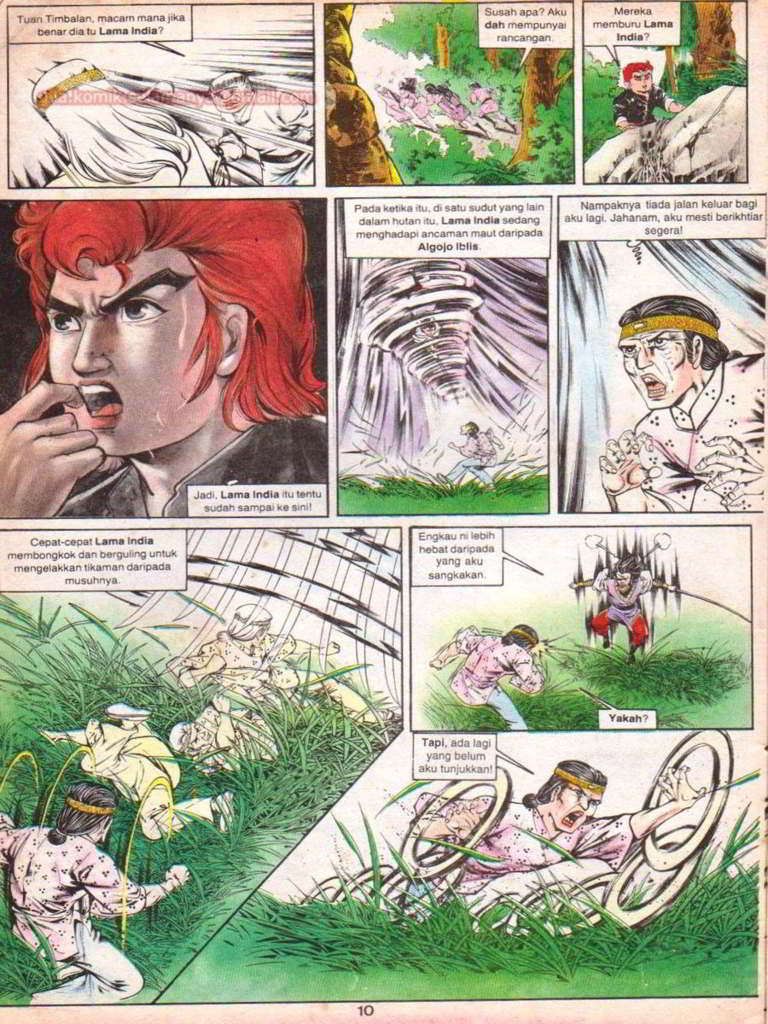 Tuan Timbalan, macam mana jika
benar dia tu Lama India?
Susah apa? Aku
dah mempunyai
rancangan.
Mereka
memburu Lama
India?
Jadi, Lama India itu tentu
sudah sampai ke sini!
Pada ketika itu, di satu sudut yang lain
dalam hutan itu, Lama India sedang
menghadapi ancaman maut daripada
Algojo Iblis.
Nampaknya tiada jalan keluar bagi
aku lagi. Jahanam, aku mesti berikhtiar
segera!
Cepat-cepat Lama India
membongkok dan berguling untuk
mengelakkan tikaman daripada
musuhnya.
Engkau ni lebih
hebat daripada
yang aku
sangkakan.
Yakah?
Tapi, ada lagi
yang belum
aku tunjukkan!
10